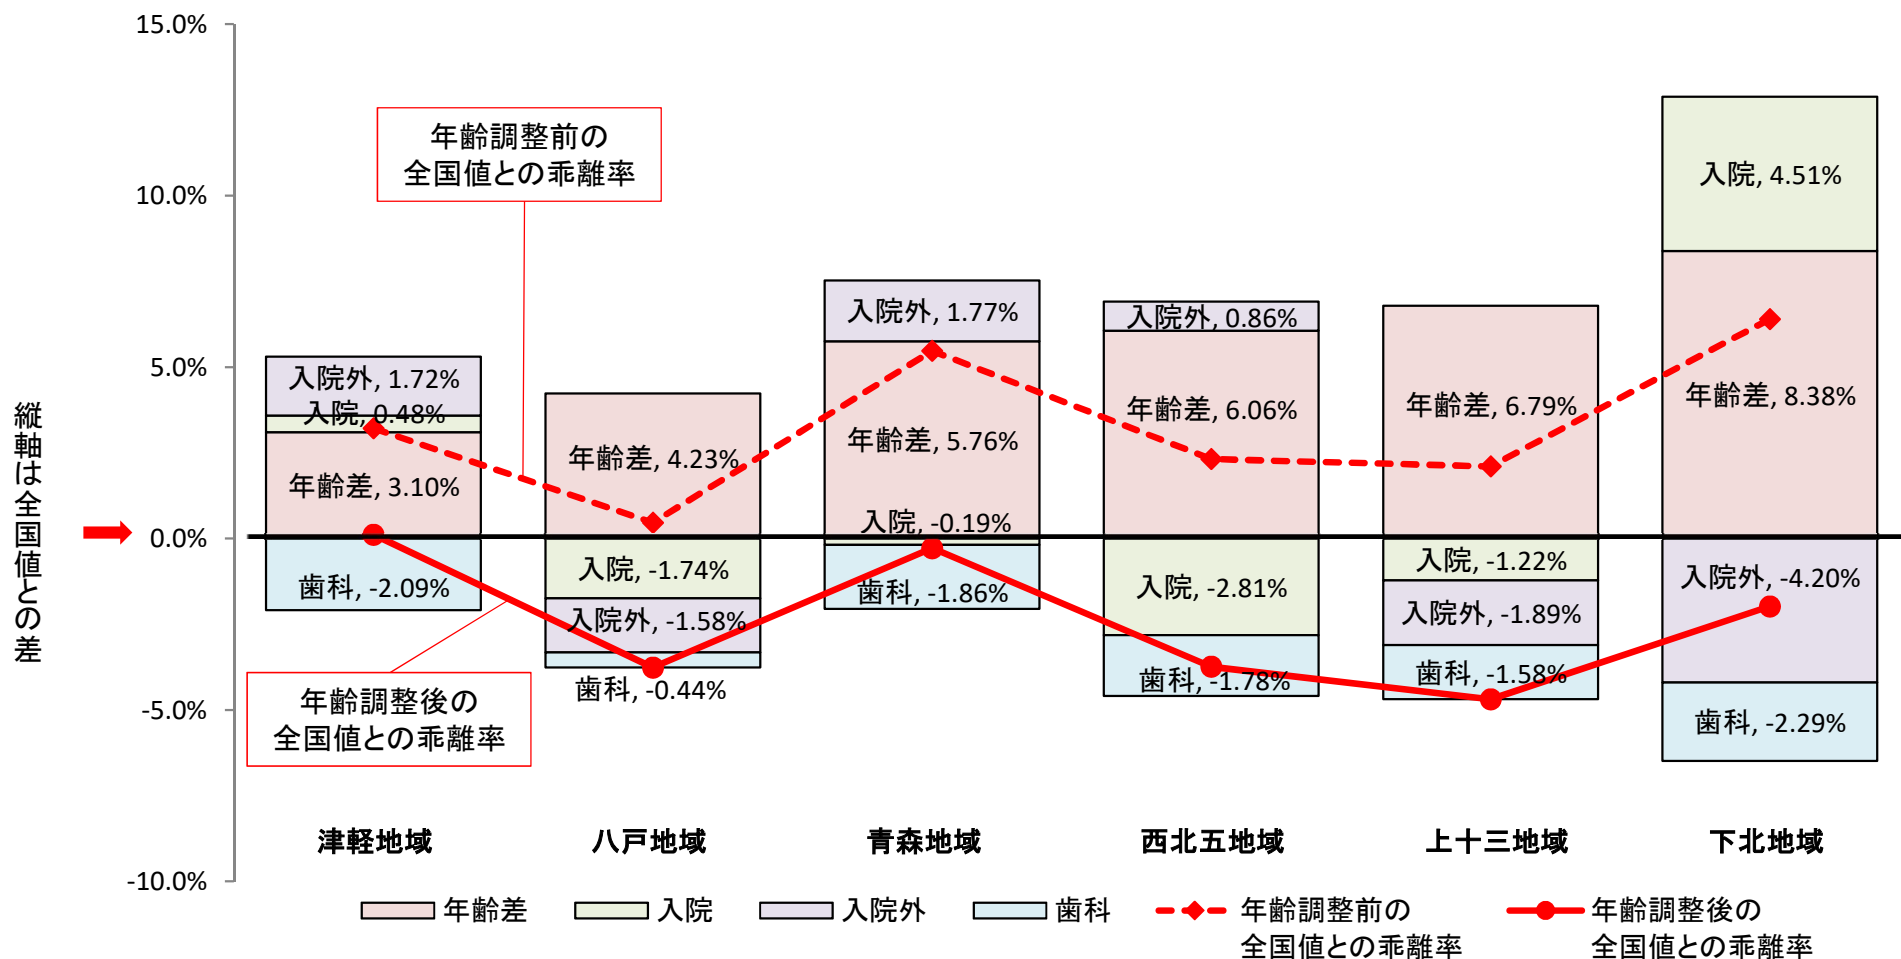 15.0%
10.0%
5.0%
0.0%
-5.0%
-10.0%
縦軸は全国値との差
年齢調整前の
全国値との乖離率
年齢調整後の
全国値との乖離率
入院外, 1.72%
入院, 0.48%
年齢差, 3.10%
歯科, -2.09%
年齢差, 4.23%
入院, -1.74%
入院外, -1.58%
歯科, -0.44%
入院外, 1.77%
年齢差, 5.76%
入院, -0.19%
歯科, -1.86%
入院外, 0.86%
年齢差, 6.06%
入院, -2.81%
歯科, -1.78%
年齢差, 6.79%
入院, -1.22%
入院外, -1.89%
歯科, -1.58%
入院, 4.51%
年齢差, 8.38%
入院外, -4.20%
歯科, -2.29%
津軽地域
八戸地域
青森地域
西北五地域
上十三地域
下北地域
年齢差
入院
入院外
歯科
年齢調整前の
全国値との乖離率
年齢調整後の
全国値との乖離率